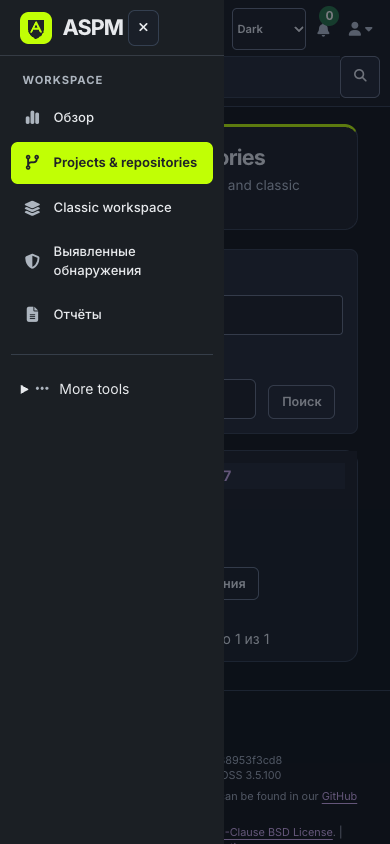 ASPM
×
Dark
0
WORKSPACE
Обзор
Projects & repositories
Classic workspace
Выявленные
обнаружения
Отчёты
More tools
ories
and classic
Поиск
7
ния
о 1 из 1
8953f3cd8
OSS 3.5.100
an be found in our GitHub
-Clause BSD License. |